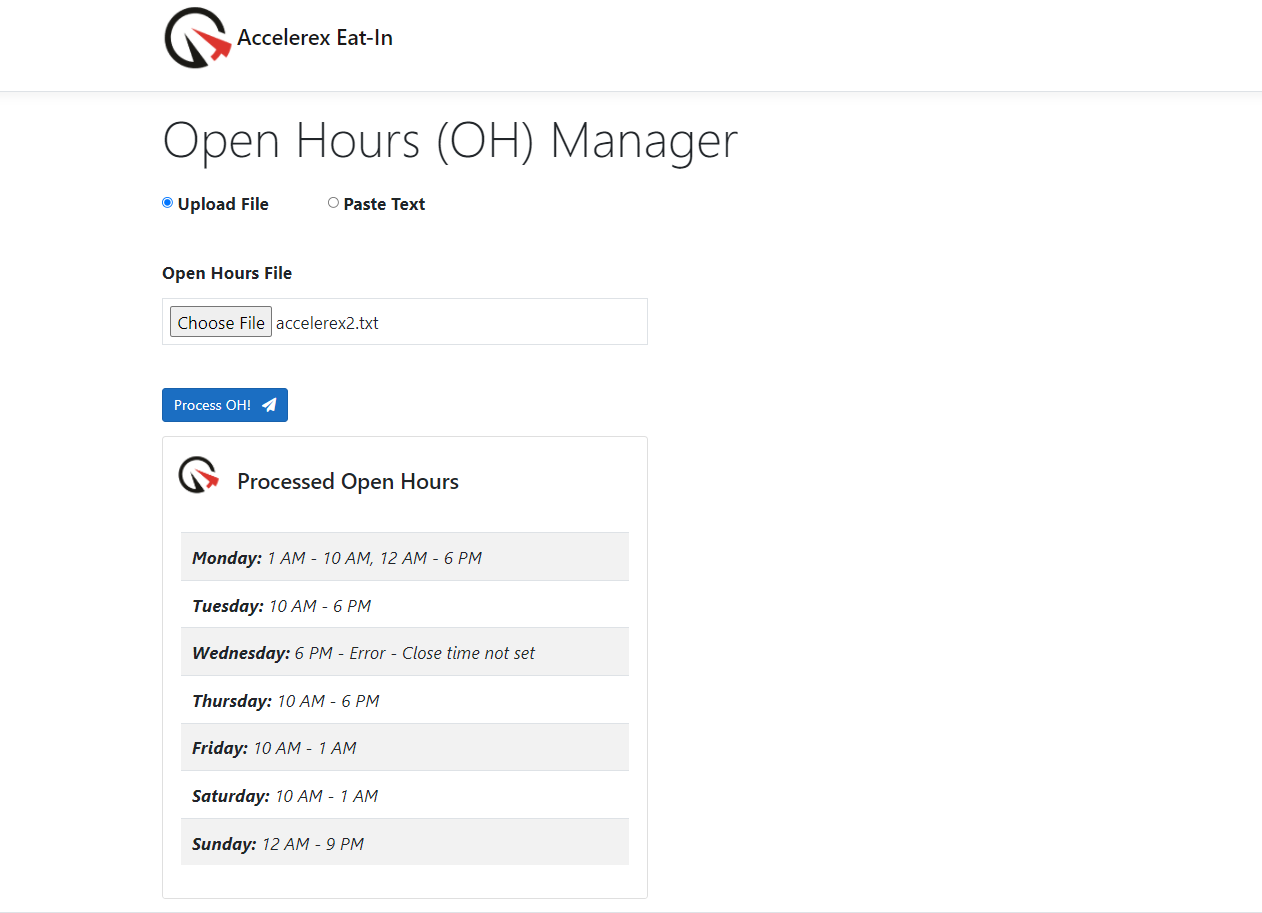 Accelerex Eat-In
Open Hours (OH) Manager
Upload File
Paste Text
Open Hours File
Choose File accelerex2.txt
Process OH!
Processed Open Hours
Monday: 1 AM - 10 AM, 12 AM - 6 PM
Tuesday: 10 AM - 6 PM
Wednesday: 6 PM - Error - Close time not set
Thursday: 10 AM - 6 PM
Friday: 10 AM - 1 AM
Saturday: 10 AM - 1 AM
Sunday: 12 AM - 9 PM